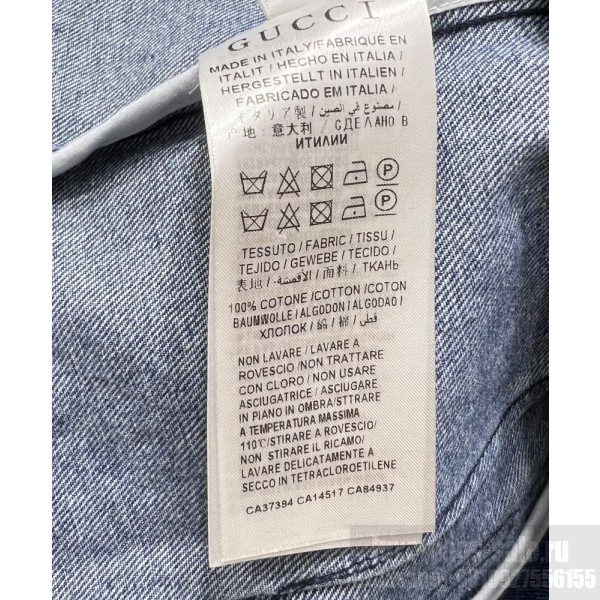 GUCCI
MADE IN ITALY/FABRIQUÉ EN
ITALIT / HECHO EN ITALIA /
HERGESTELLT IN ITALIEN /
FABRICADO EM ITALIA /
مصنوع في الصين /
イタリア製 /
产地: 意大利 / CДЕЛАНО В
ИТИЛИИ
P
P
TESSUTO / FABRIC / TISSU /
TEJIDO / GEWEBE / TECIDO /
表地 / الأقمشة / 面料 / ТКАНЬ
100% COTONE /COTTON /COTON
BAUMWOLLE / ALGODON / ALGODAO /
ХЛОПОК / 綿 / 棉 / قطن
NON LAVARE / LAVARE A
ROVESCIO/NON TRATTARE
CON CLORO / NON USARE
ASCIUGATRICE / ASCIUGARE
IN PIANO IN OMBRA/STTRARE
A TEMPERATURA MASSIMA
110℃/STIRARE A ROVESCIO/
NON STIRARE IL RICAMO/
LAVARE DELICATAMENTE A
SECCO IN TETRACLOROETILENE
CA37394 CA14517 CA84937